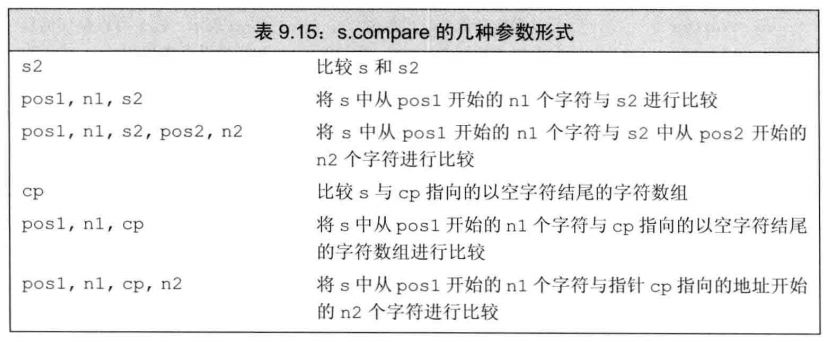 表 9.15：s.compare 的几种参数形式
s2 比较 s 和 s2
pos1, n1, s2 将 s 中从 pos1 开始的 n1 个字符与 s2 进行比较
pos1, n1, s2, pos2, n2 将 s 中从 pos1 开始的 n1 个字符与 s2 中从 pos2 开始的
n2 个字符进行比较
cp 比较 s 与 cp 指向的以空字符结尾的字符数组
pos1, n1, cp 将 s 中从 pos1 开始的 n1 个字符与 cp 指向的以空字符结尾
的字符数组进行比较
pos1, n1, cp, n2 将 s 中从 pos1 开始的 n1 个字符与指针 cp 指向的地址开始
的 n2 个字符进行比较